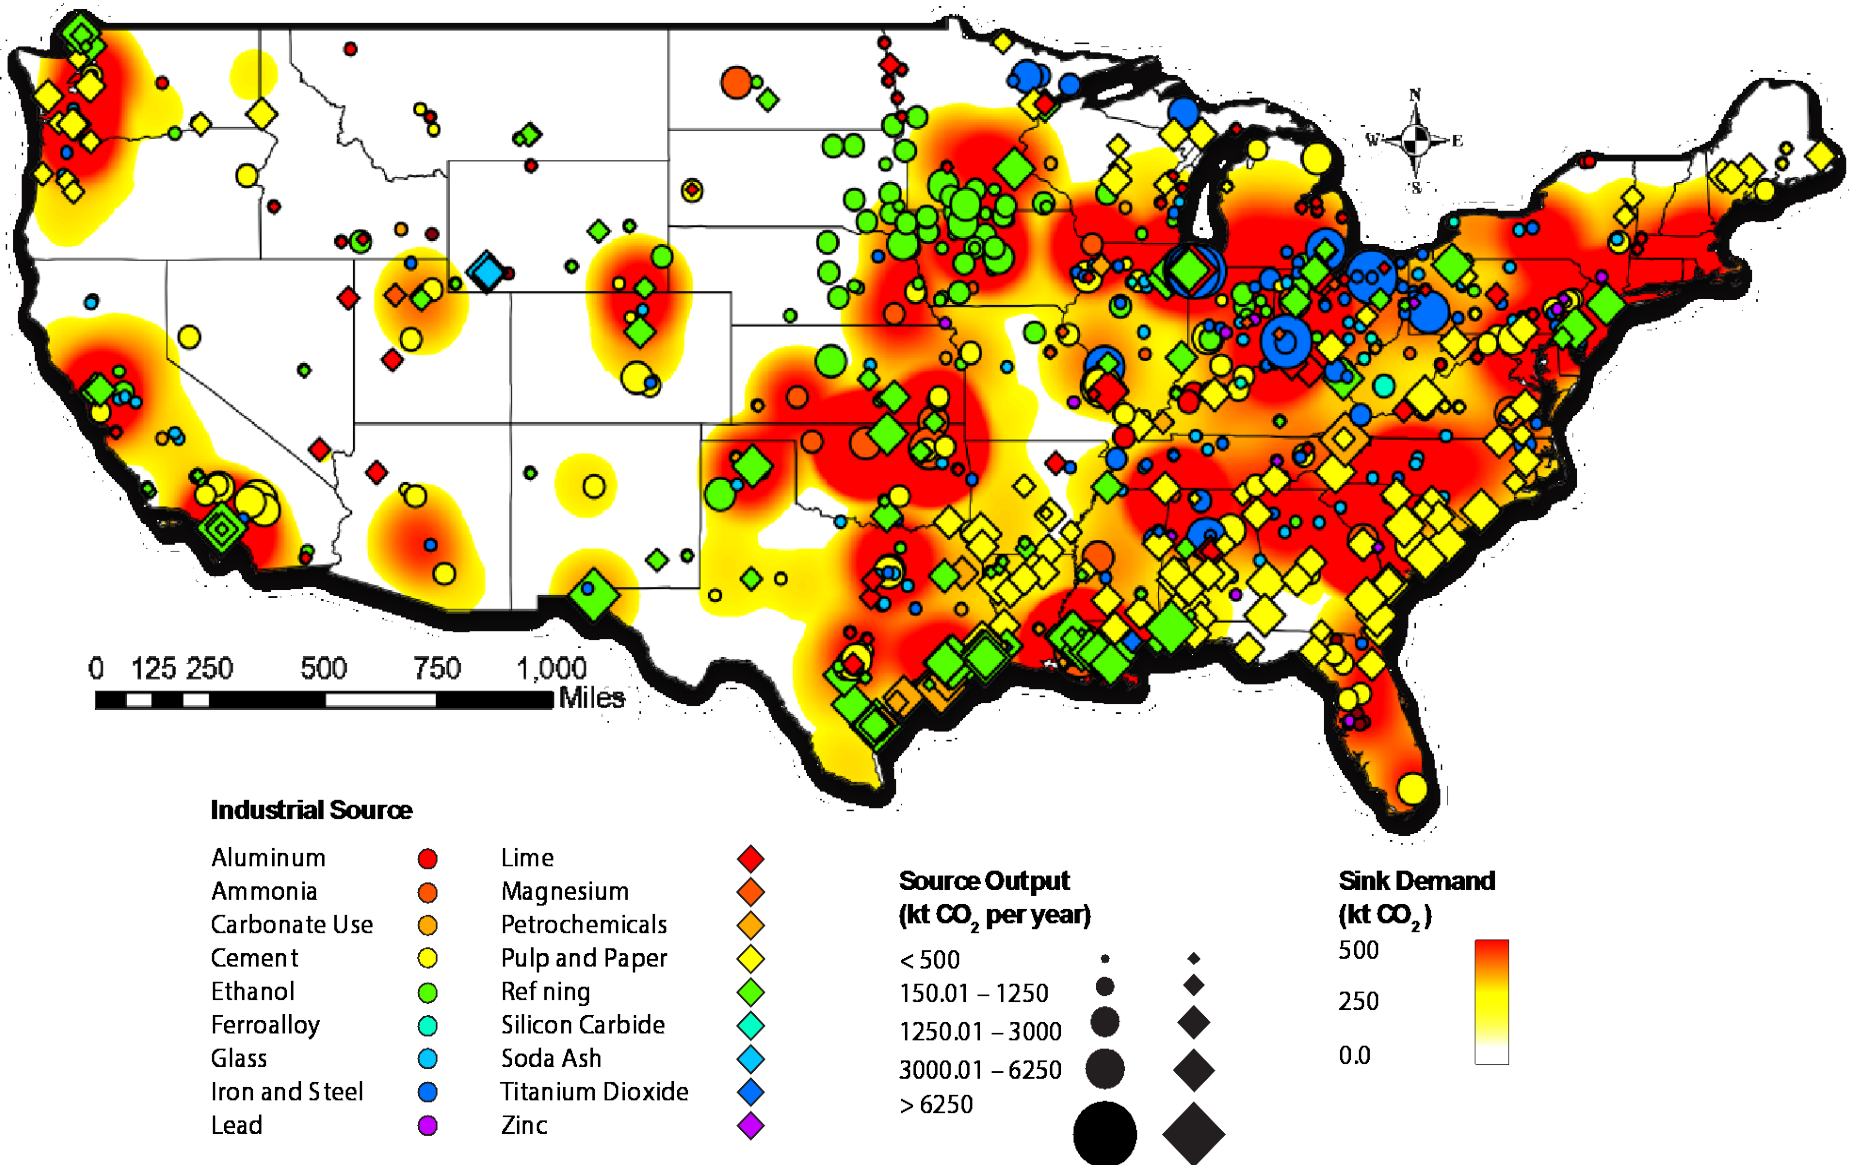 N
W E
S
0 125 250 500 750 1,000
Miles
Industrial Source
Aluminum
Ammonia
Carbonate Use
Cement
Ethanol
Ferroalloy
Glass
Iron and Steel
Lead
Lime
Magnesium
Petrochemicals
Pulp and Paper
Ref ning
Silicon Carbide
Soda Ash
Titanium Dioxide
Zinc
Source Output
(kt CO2 per year)
< 500
150.01 – 1250
1250.01 – 3000
3000.01 – 6250
> 6250
Sink Demand
(kt CO2)
500
250
0.0